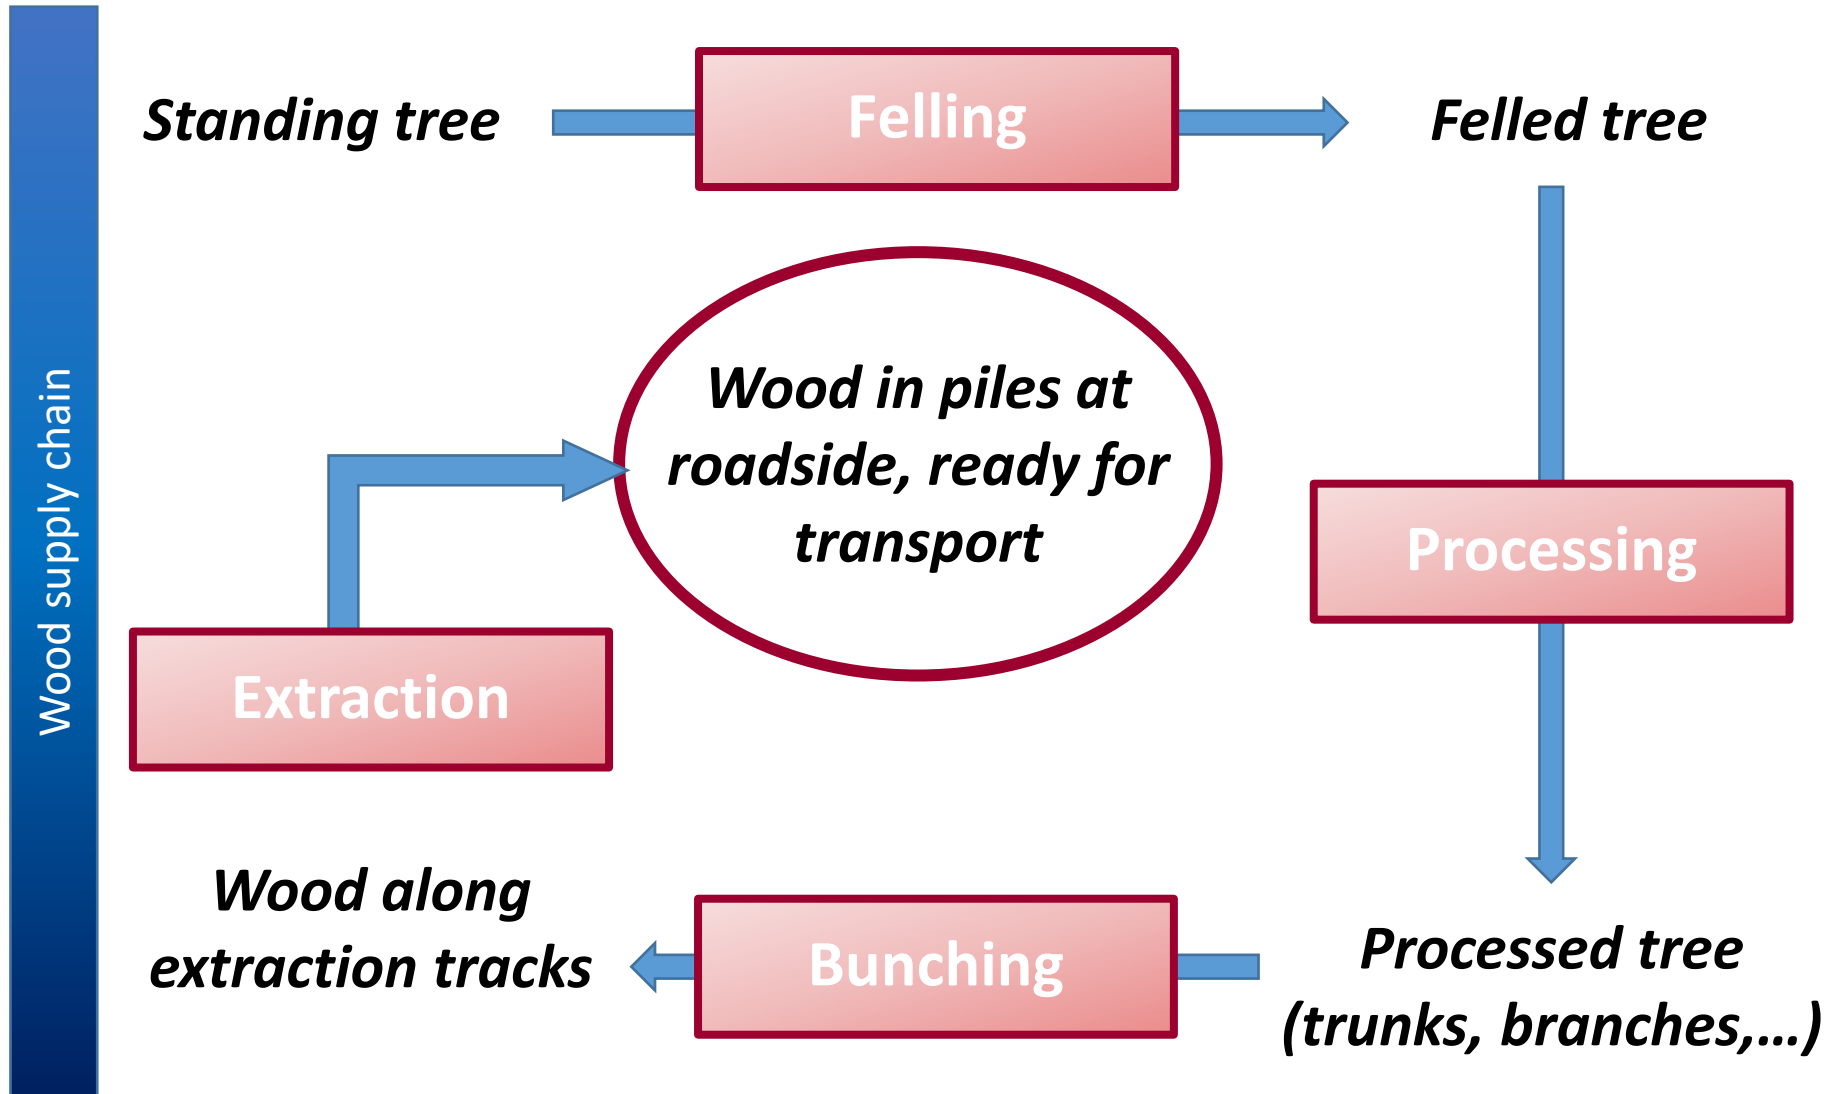 Wood supply chain
Standing tree
Felling
Felled tree
Processing
Processed tree
(trunks, branches,...)
Bunching
Wood along
extraction tracks
Extraction
Wood in piles at
roadside, ready for
transport